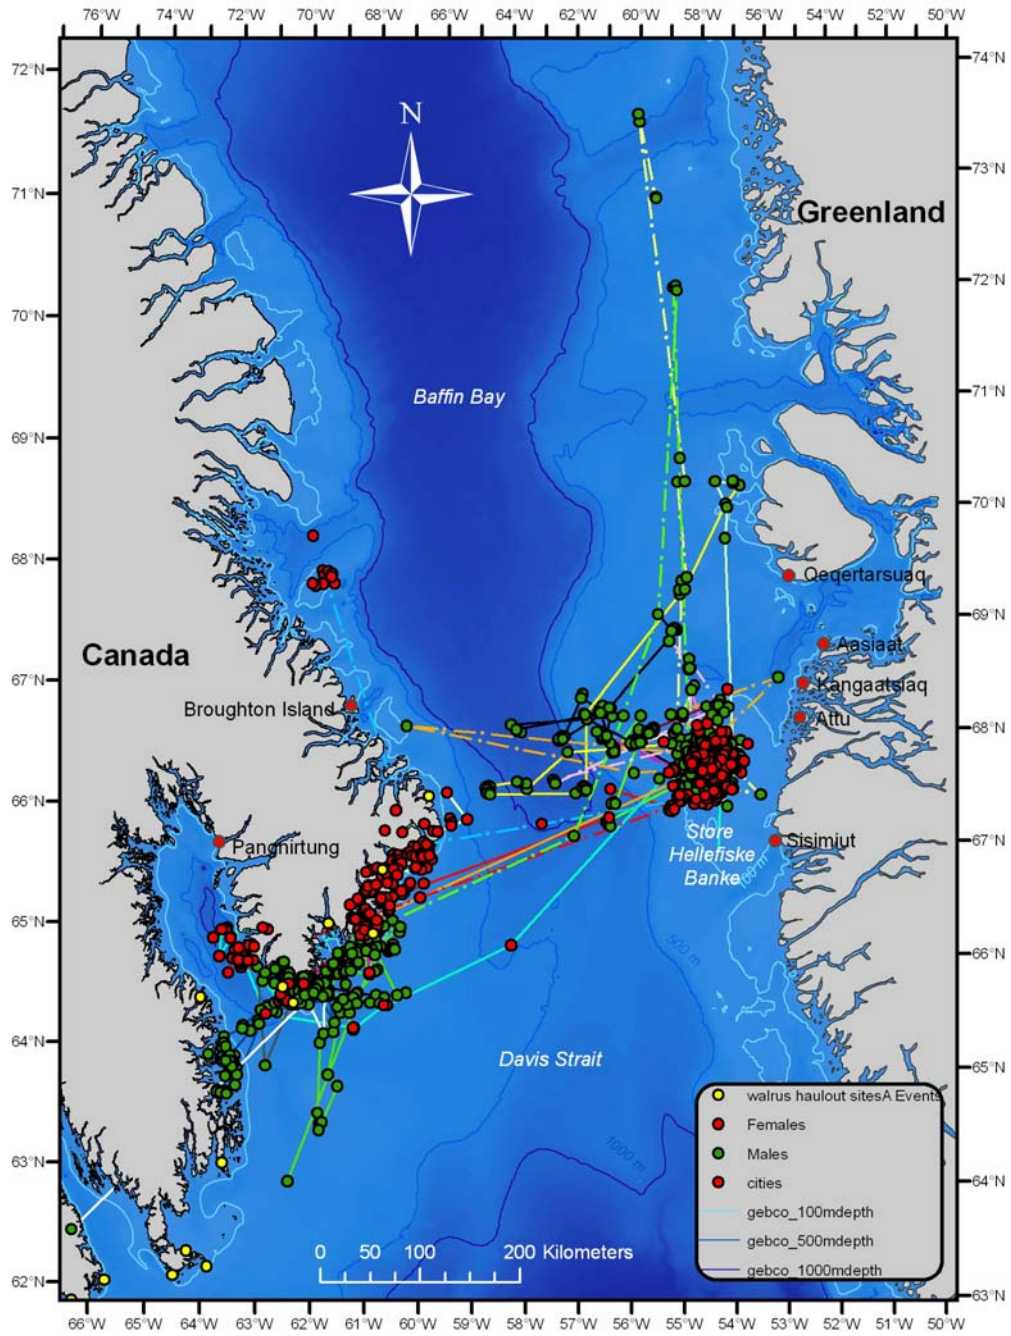 76°W 74°W 72°W 70°W 68°W 66°W 64°W 62°W 60°W 58°W 56°W 54°W 52°W 50°W
72°N
71°N
70°N
69°N
68°N
67°N
66°N
65°N
64°N
63°N
62°N
74°N
73°N
72°N
71°N
70°N
69°N
68°N
67°N
66°N
65°N
64°N
63°N
N
Greenland
Baffin Bay
Canada
Qeqertarsuaq
Aasiaat
Kangaatsiaq
Attu
Broughton Island
Pangnirtung
Sisimiut
Store
Hellefiske
Banke
100 m
500 m
Davis Strait
1000 m
0 50 100 200 Kilometers
walrus haulout sitesA Events
Females
Males
cities
gebco_100mdepth
gebco_500mdepth
gebco_1000mdepth
66°W 65°W 64°W 63°W 62°W 61°W 60°W 59°W 58°W 57°W 56°W 55°W 54°W 53°W 52°W 51°W 50°W